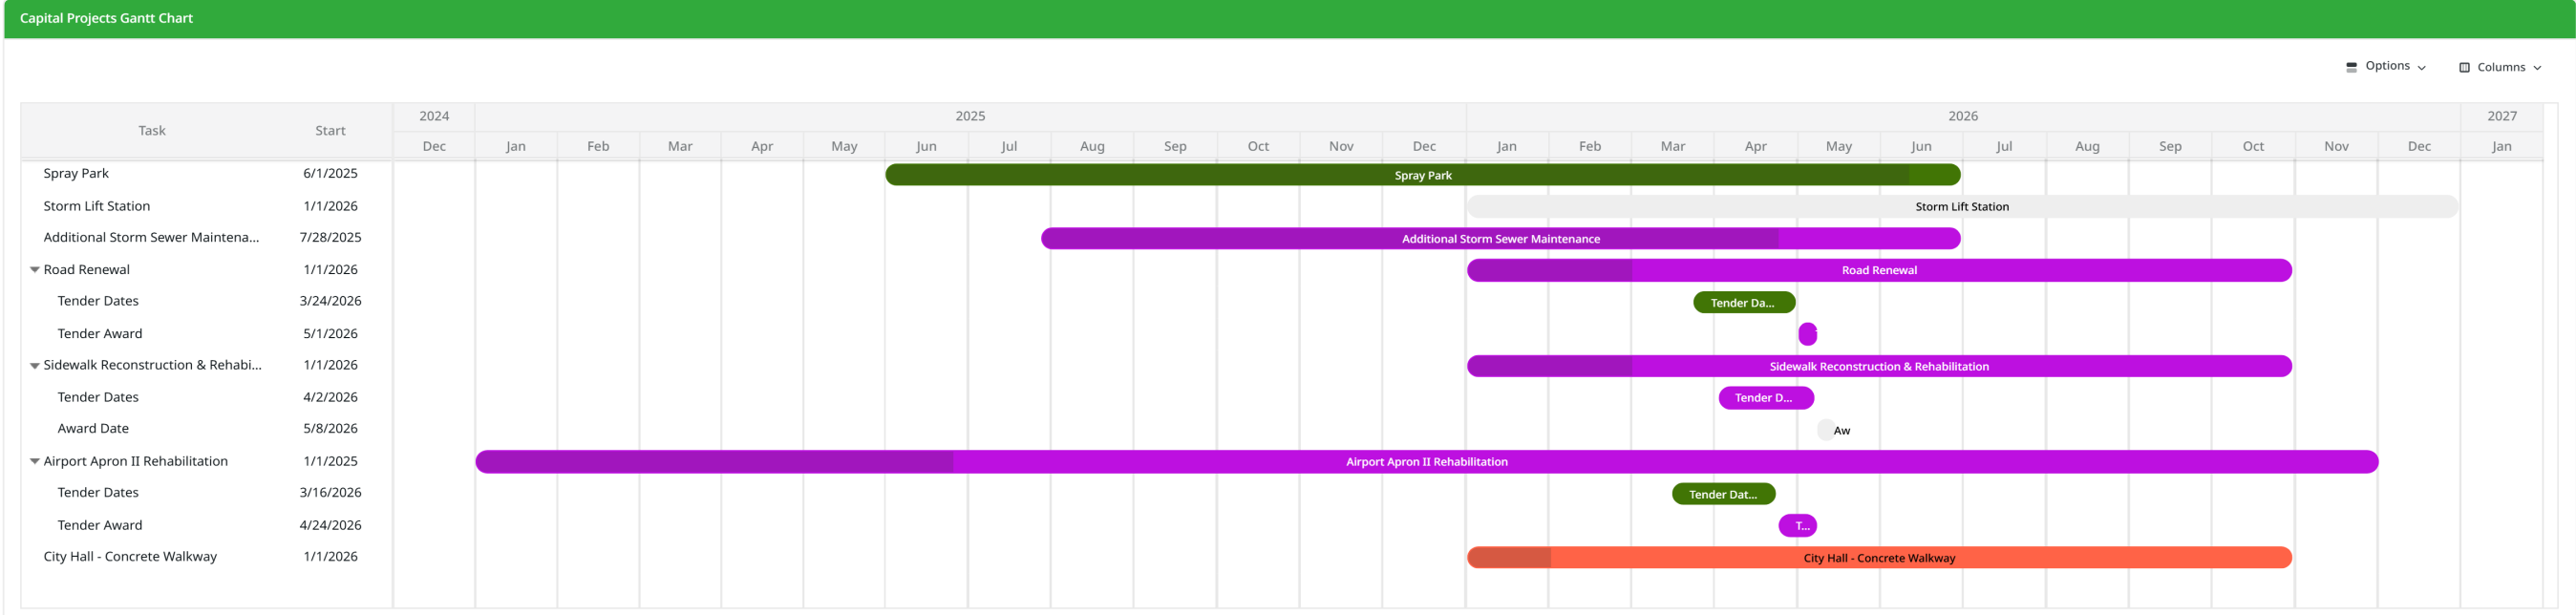 Capital Projects Gantt Chart
Options Columns
Task Start 2024 2025 2026 2027
Dec Jan Feb Mar Apr May Jun Jul Aug Sep Oct Nov Dec Jan Feb Mar Apr May Jun Jul Aug Sep Oct Nov Dec Jan
Spray Park 6/1/2025 Spray Park
Storm Lift Station 1/1/2026 Storm Lift Station
Additional Storm Sewer Maintena... 7/28/2025 Additional Storm Sewer Maintenance
Road Renewal 1/1/2026 Road Renewal
Tender Dates 3/24/2026 Tender Da...
Tender Award 5/1/2026
Sidewalk Reconstruction & Rehabi... 1/1/2026 Sidewalk Reconstruction & Rehabilitation
Tender Dates 4/2/2026 Tender D...
Award Date 5/8/2026 Aw
Airport Apron II Rehabilitation 1/1/2025 Airport Apron II Rehabilitation
Tender Dates 3/16/2026 Tender Dat...
Tender Award 4/24/2026 T...
City Hall - Concrete Walkway 1/1/2026 City Hall - Concrete Walkway